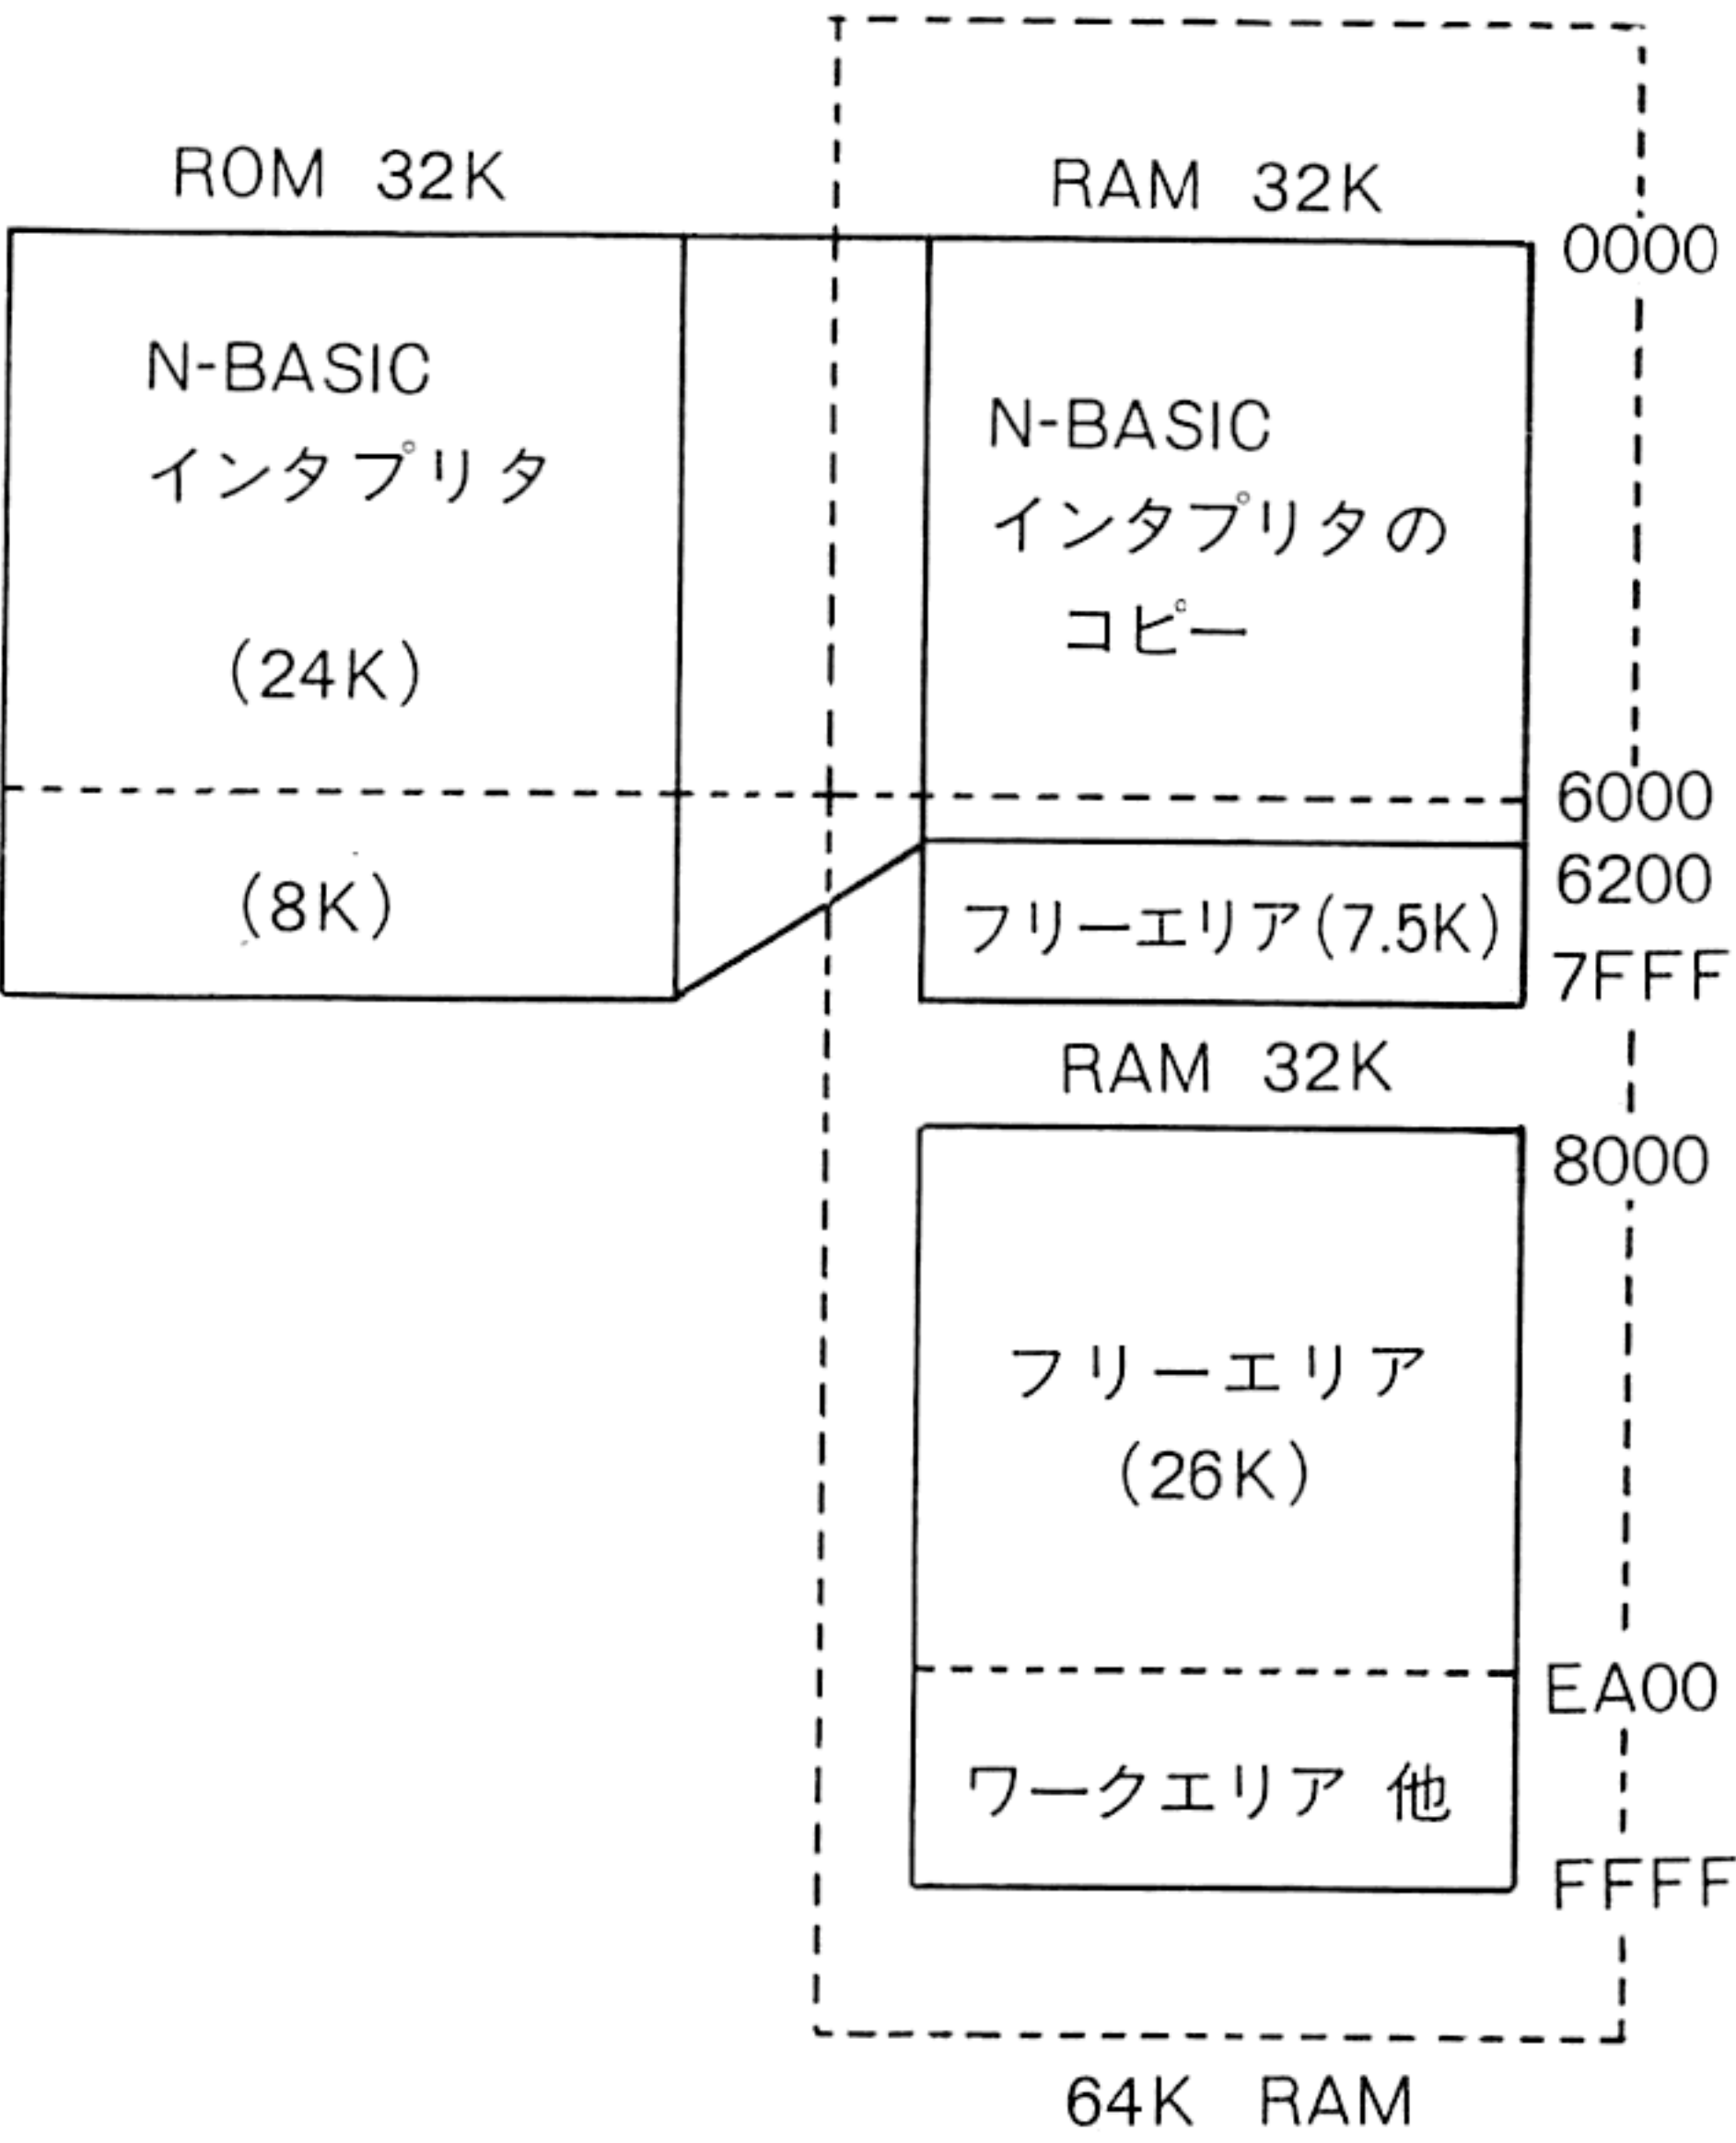 ROM 32K
N-BASIC
インタプリタ
(24K)
(8K)
RAM 32K
0000
N-BASIC
インタプリタの
コピー
6000
6200
フリーエリア(7.5K)
7FFF
RAM 32K
8000
フリーエリア
(26K)
EA00
ワークエリア 他
FFFF
64K RAM